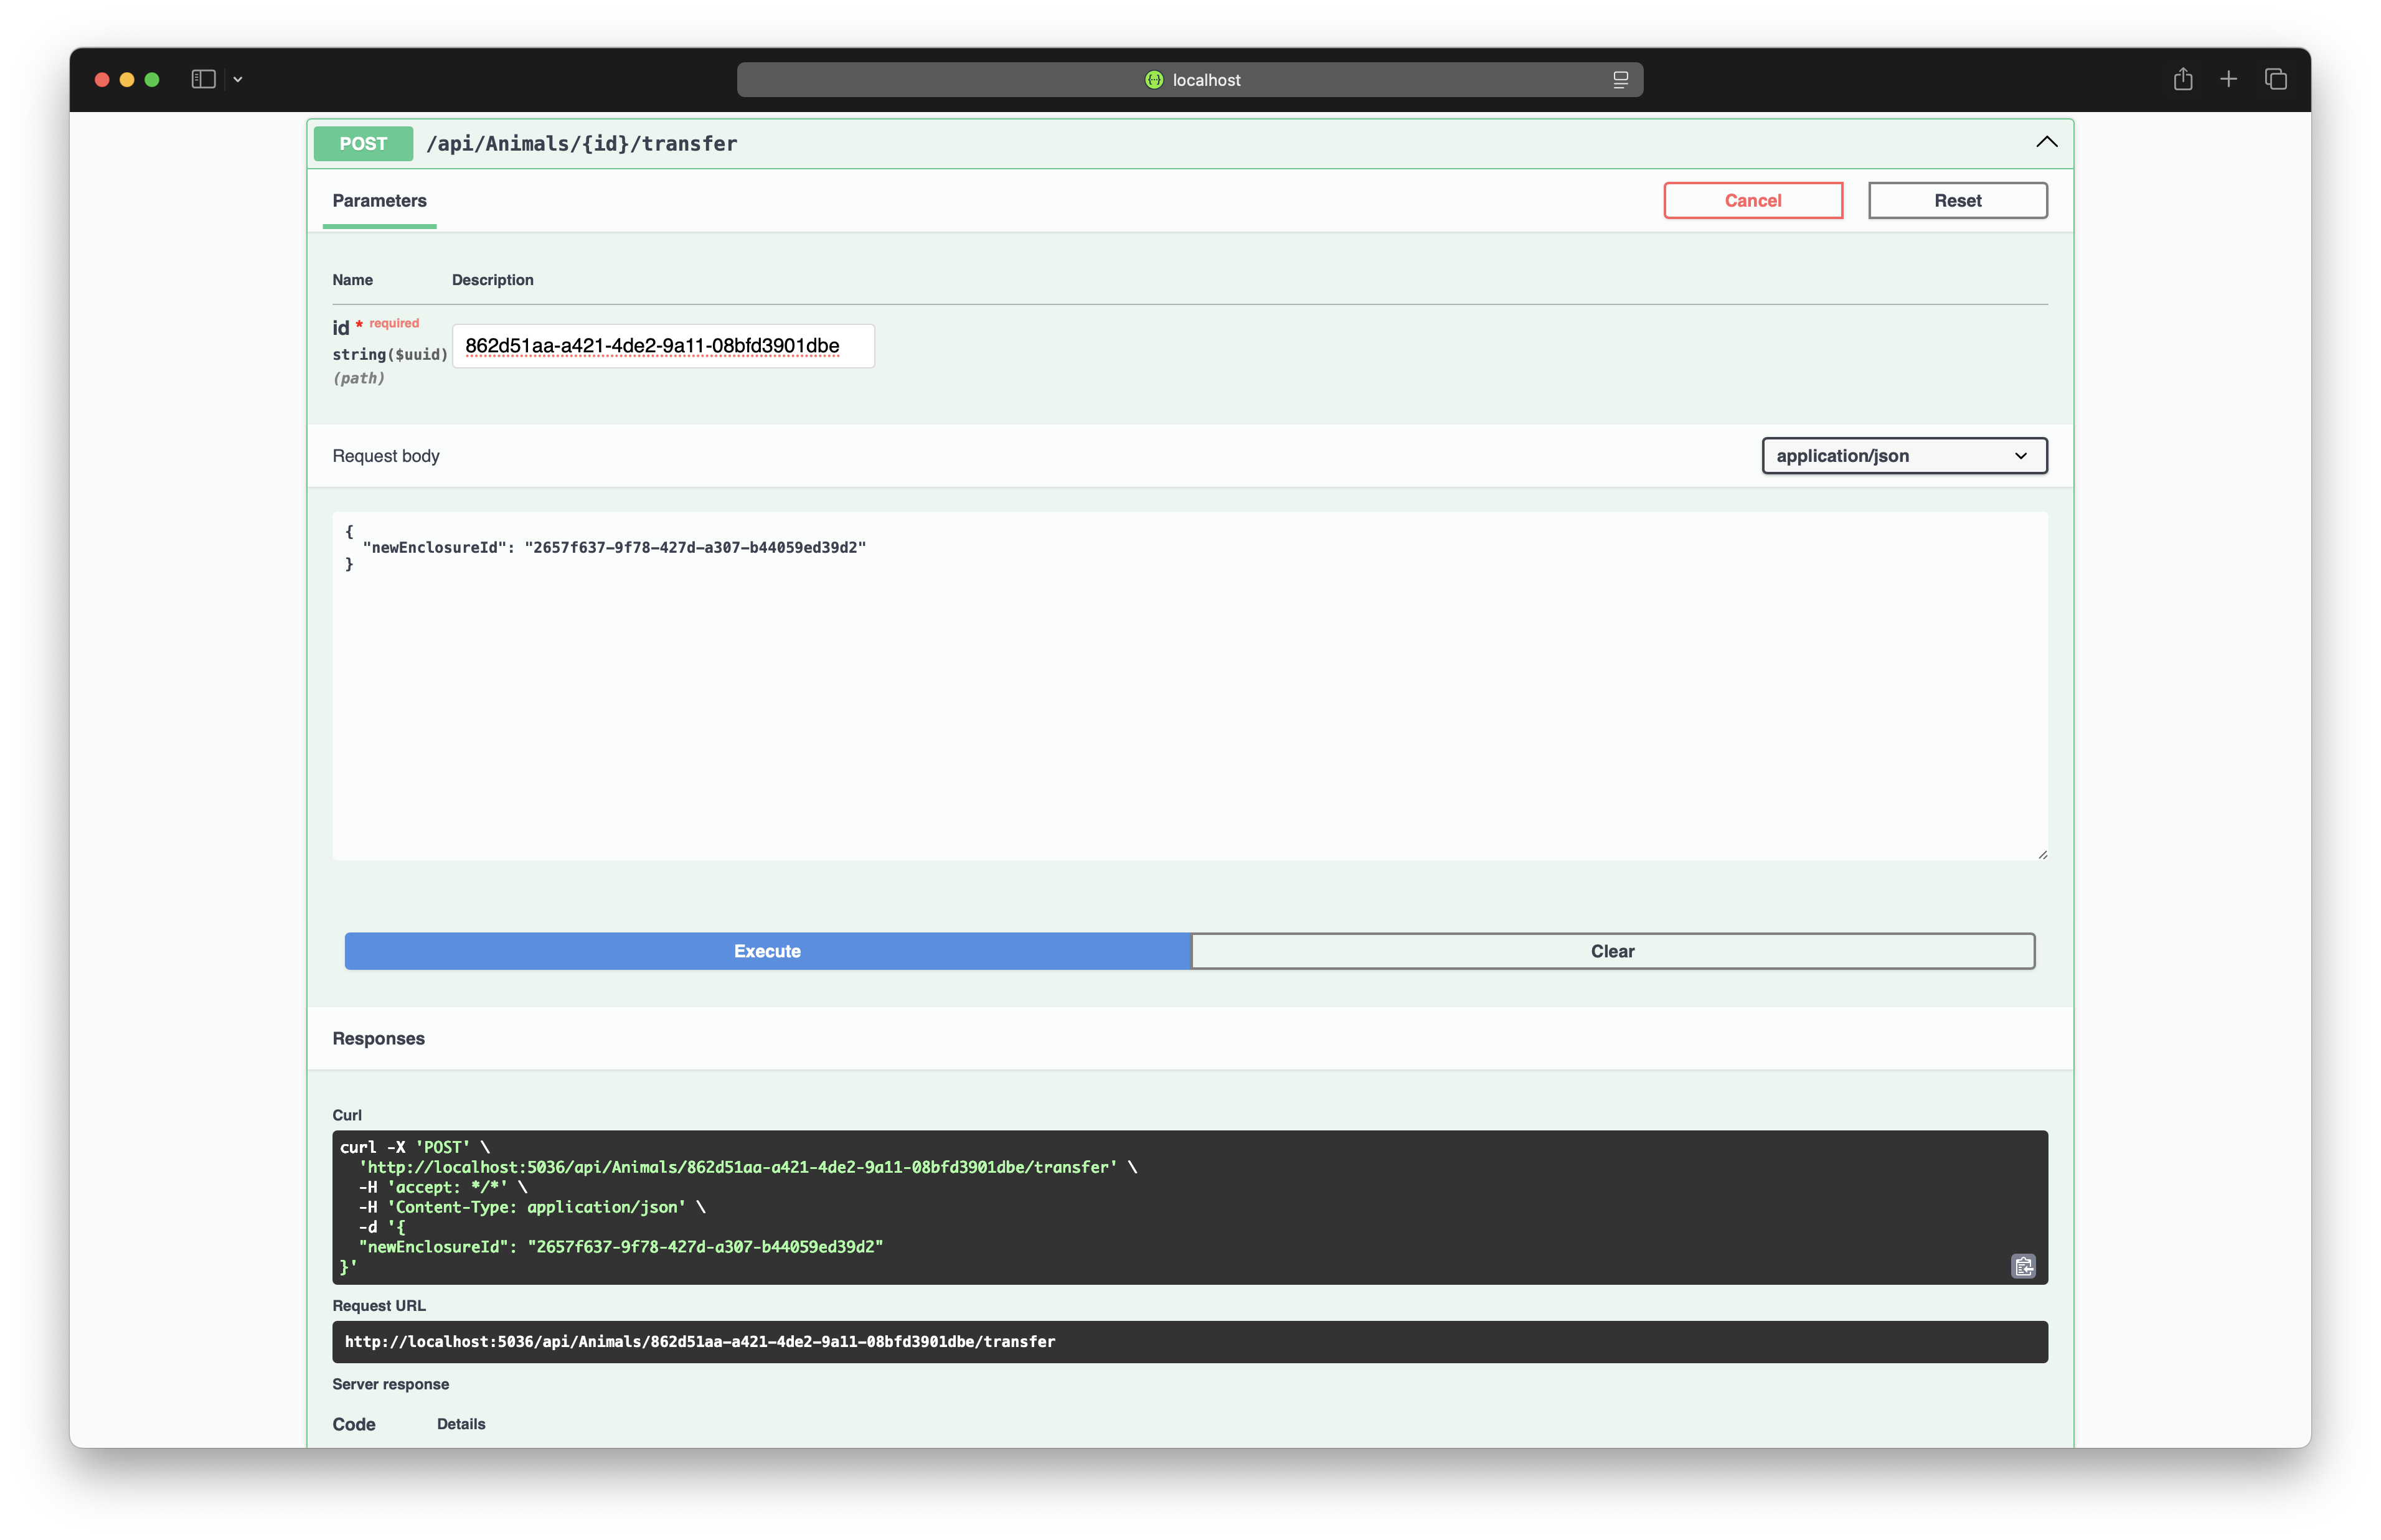 localhost
POST /api/Animals/{id}/transfer
Parameters
Cancel
Reset
Name Description
id * required
string($uuid)
(path)
862d51aa-a421-4de2-9a11-08bfd3901dbe
Request body
application/json
{
"newEnclosureId": "2657f637-9f78-427d-a307-b44059ed39d2"
}
Execute
Clear
Responses
Curl
curl -X 'POST' \
'http://localhost:5036/api/Animals/862d51aa-a421-4de2-9a11-08bfd3901dbe/transfer' \
-H 'accept: */*' \
-H 'Content-Type: application/json' \
-d '{
"newEnclosureId": "2657f637-9f78-427d-a307-b44059ed39d2"
}'
Request URL
http://localhost:5036/api/Animals/862d51aa-a421-4de2-9a11-08bfd3901dbe/transfer
Server response
Code Details